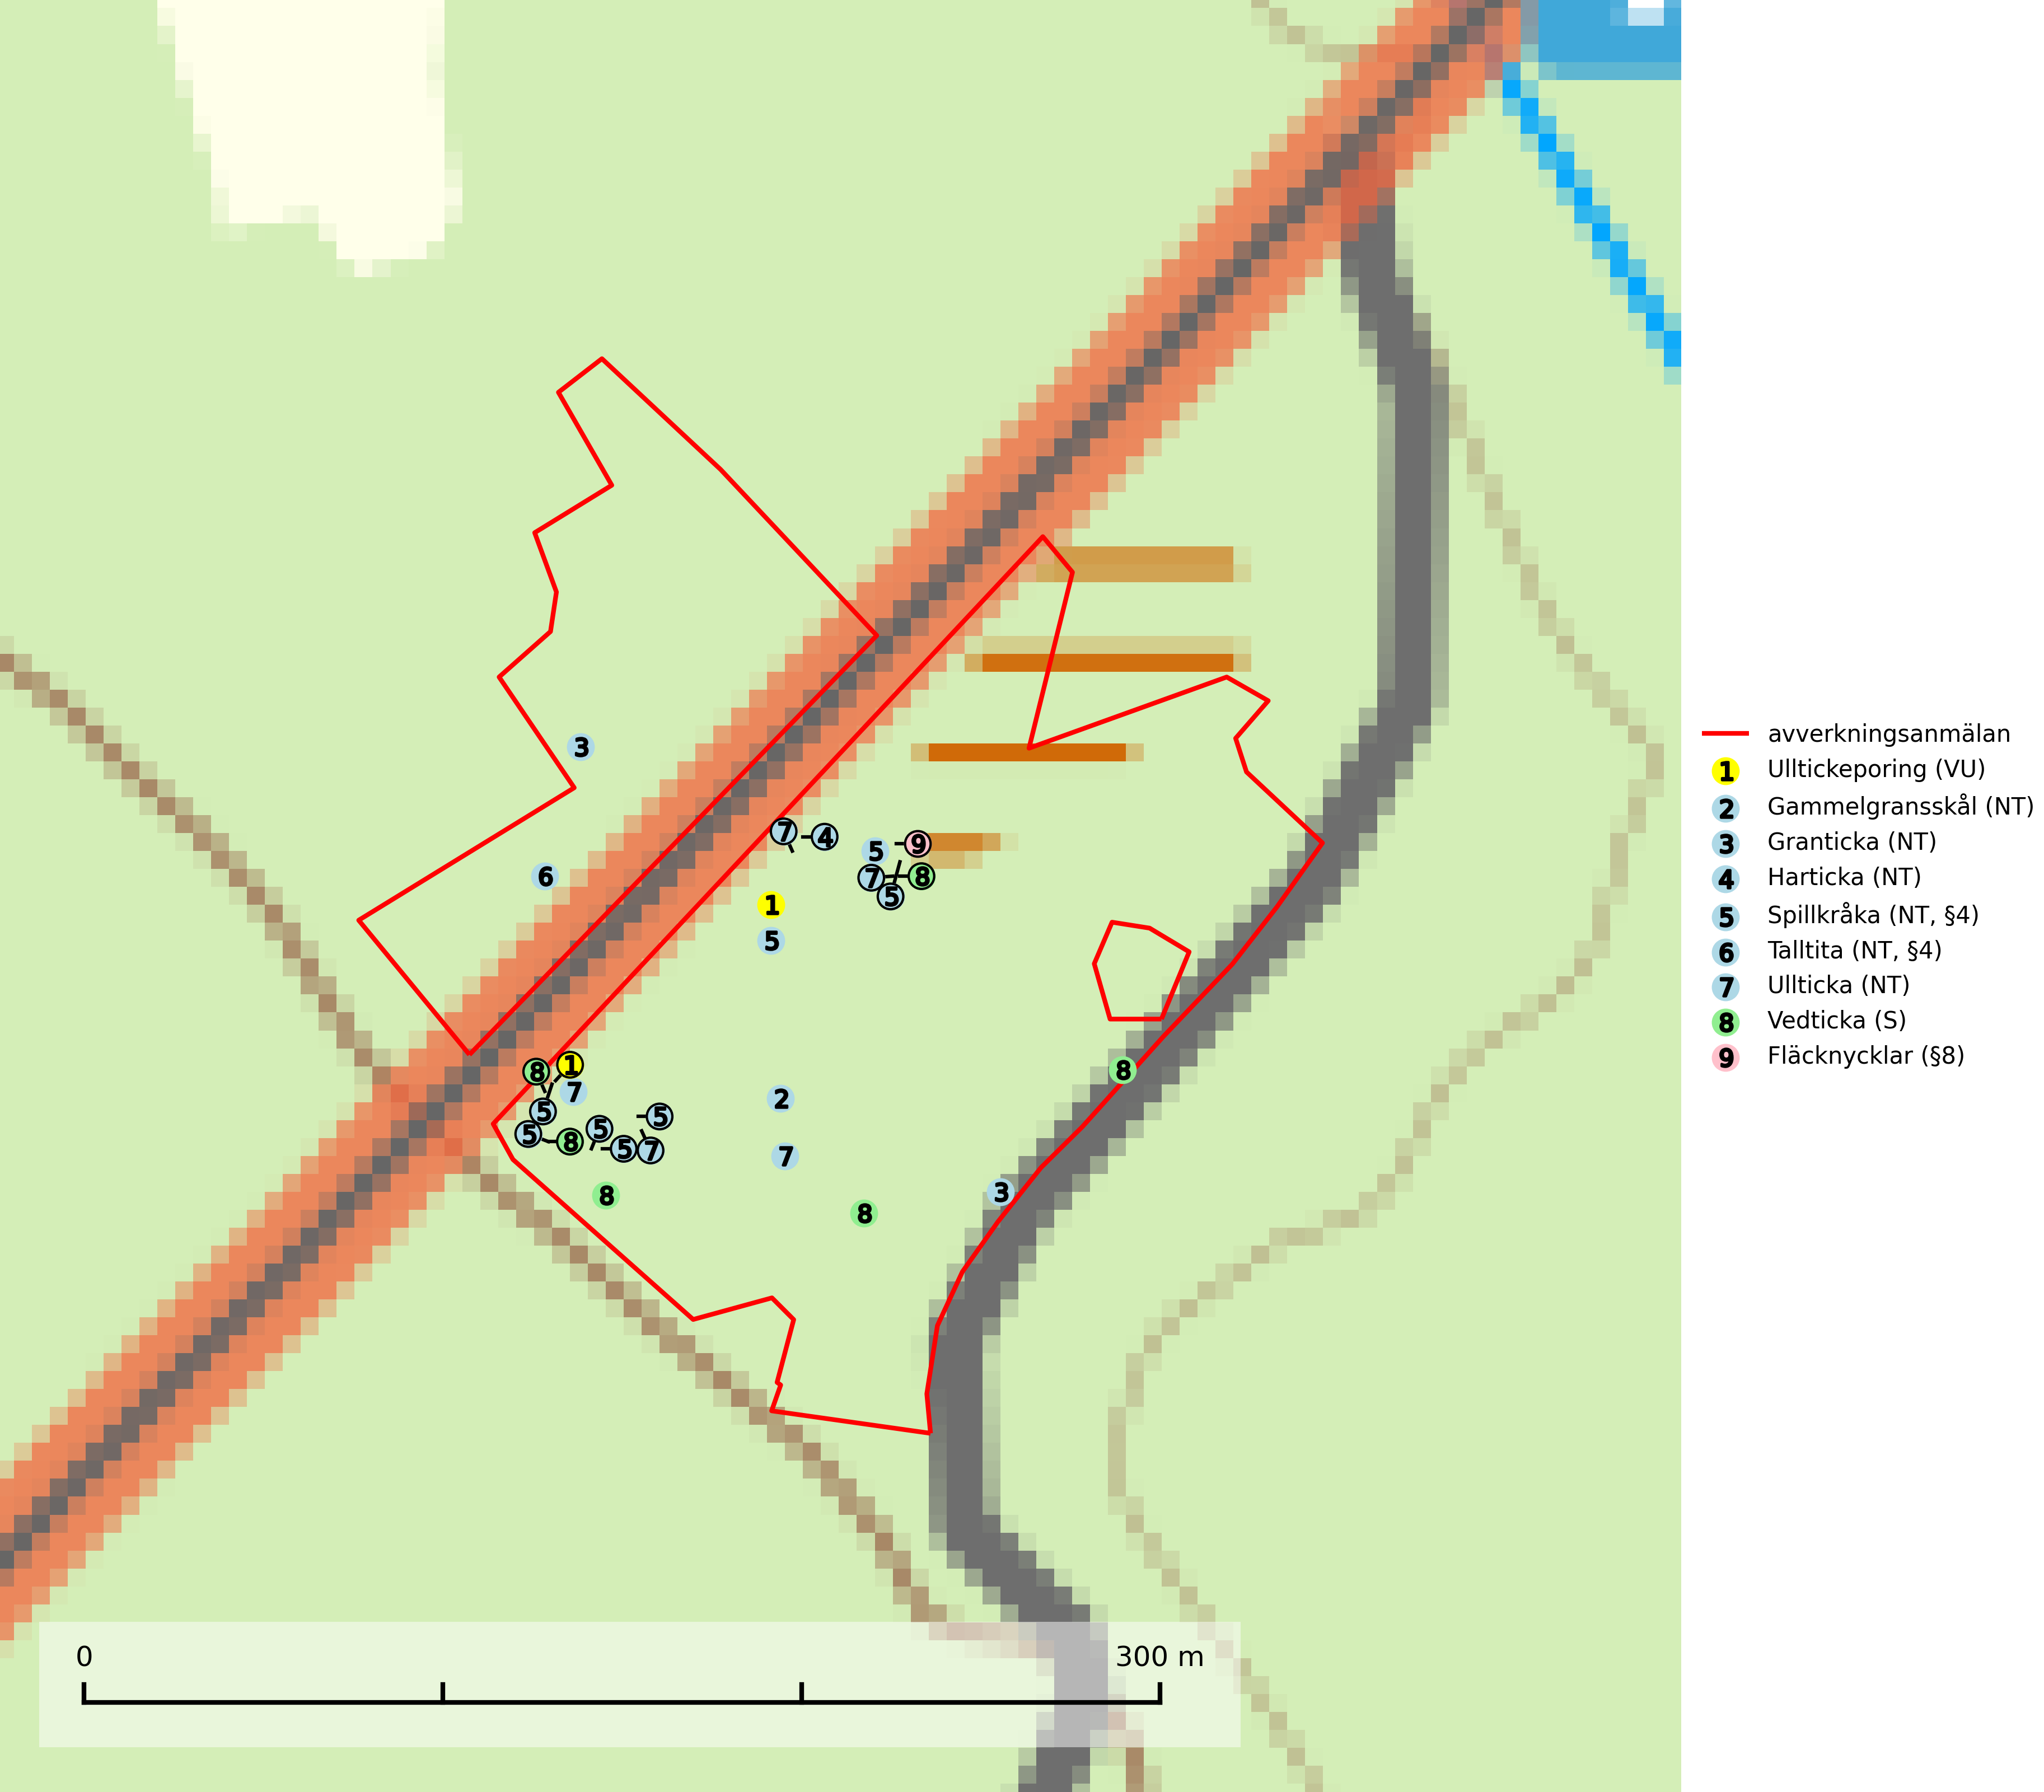 3
7
4
5
9
6
7
8
5
1
5
8
1
8
7
2
5
5
5
5
8
5
7
7
3
8
8
avverkningsanmälan
1 Ulltickeporing (VU)
2 Gammelgransskål (NT)
3 Granticka (NT)
4 Harticka (NT)
5 Spillkråka (NT, §4)
6 Talltita (NT, §4)
7 Ullticka (NT)
8 Vedticka (S)
9 Fläcknycklar (§8)
0 300 m